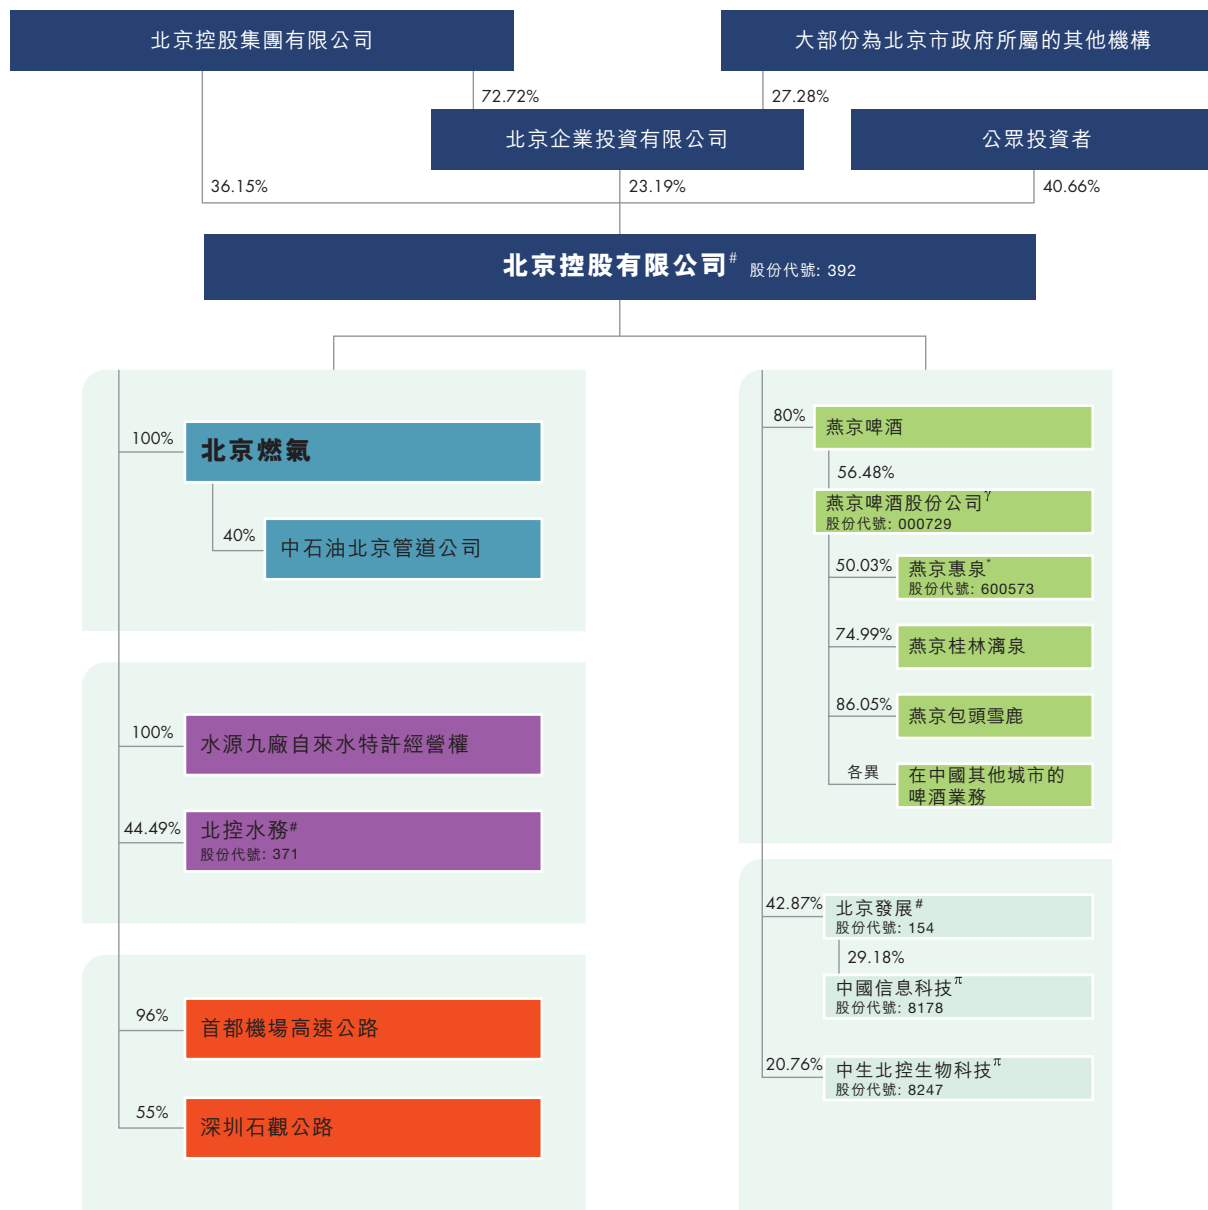 北京控股集團有限公司
大部份為北京市政府所屬的其他機構
72.72%
27.28%
北京企業投資有限公司
公眾投資者
36.15%
23.19%
40.66%
北京控股有限公司# 股份代號: 392
100%
北京燃氣
40%
中石油北京管道公司
100%
水源九廠自來水特許經營權
44.49%
北控水務#
股份代號: 371
96%
首都機場高速公路
55%
深圳石觀公路
80%
燕京啤酒
56.48%
燕京啤酒股份公司γ
股份代號: 000729
50.03%
燕京惠泉*
股份代號: 600573
74.99%
燕京桂林漓泉
86.05%
燕京包頭雪鹿
各異
在中國其他城市的
啤酒業務
42.87%
北京發展#
股份代號: 154
29.18%
中國信息科技π
股份代號: 8178
20.76%
中生北控生物科技π
股份代號: 8247